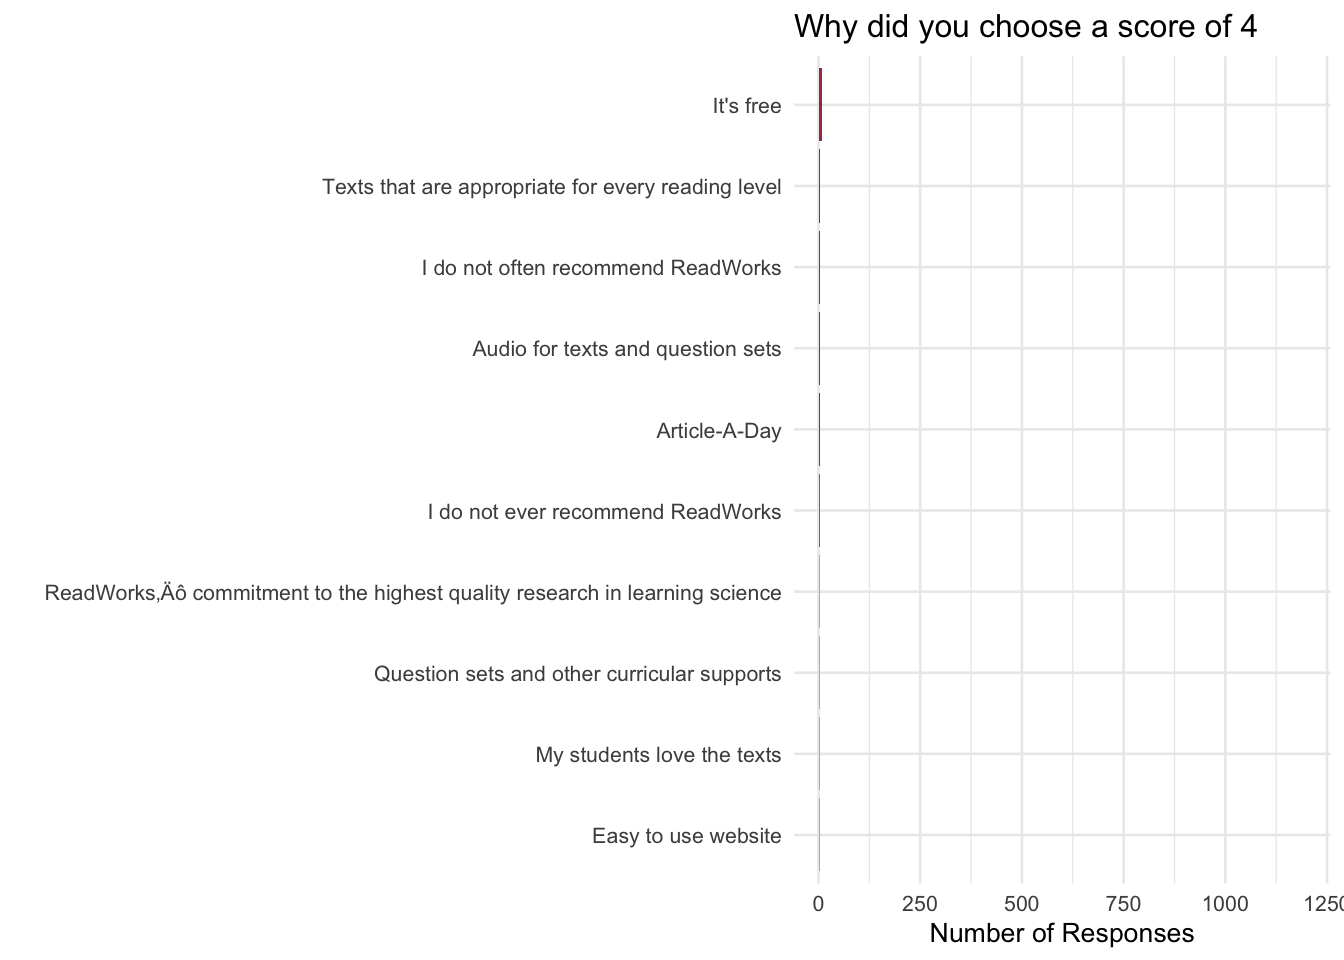 Why did you choose a score of 4
It's free
Texts that are appropriate for every reading level
I do not often recommend ReadWorks
Audio for texts and question sets
Article-A-Day
I do not ever recommend ReadWorks
ReadWorks‚Äô commitment to the highest quality research in learning science
Question sets and other curricular supports
My students love the texts
Easy to use website
0 250 500 750 1000 1250
Number of Responses